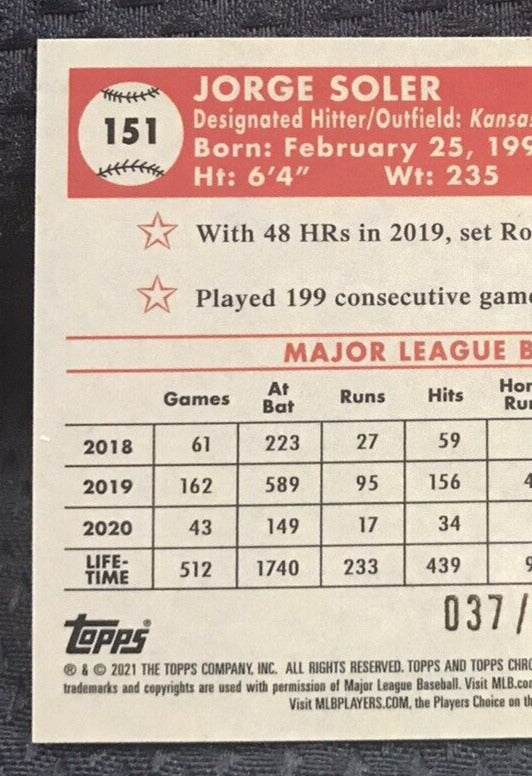 151
JORGE SOLER
Designated Hitter/Outfield:
Born: February 25,
Ht: 6'4" Wt: 235
With 48 HRs in 2019, set
Played 199 consecutive
MAJOR LEAGUE
Games At Bat Runs Hits
2018 61 223 27 59
2019 162 589 95 156
2020 43 149 17 34
LIFE-TIME 512 1740 233 439
TOPPS® 037/
® & © 2021 THE TOPPS COMPANY, INC. ALL RIGHTS RESERVED. TOPPS AND TOPPS
trademarks and copyrights are used with permission of Major League Baseball. Visit
Visit MLBPLAYERS.COM, the Players Choice on